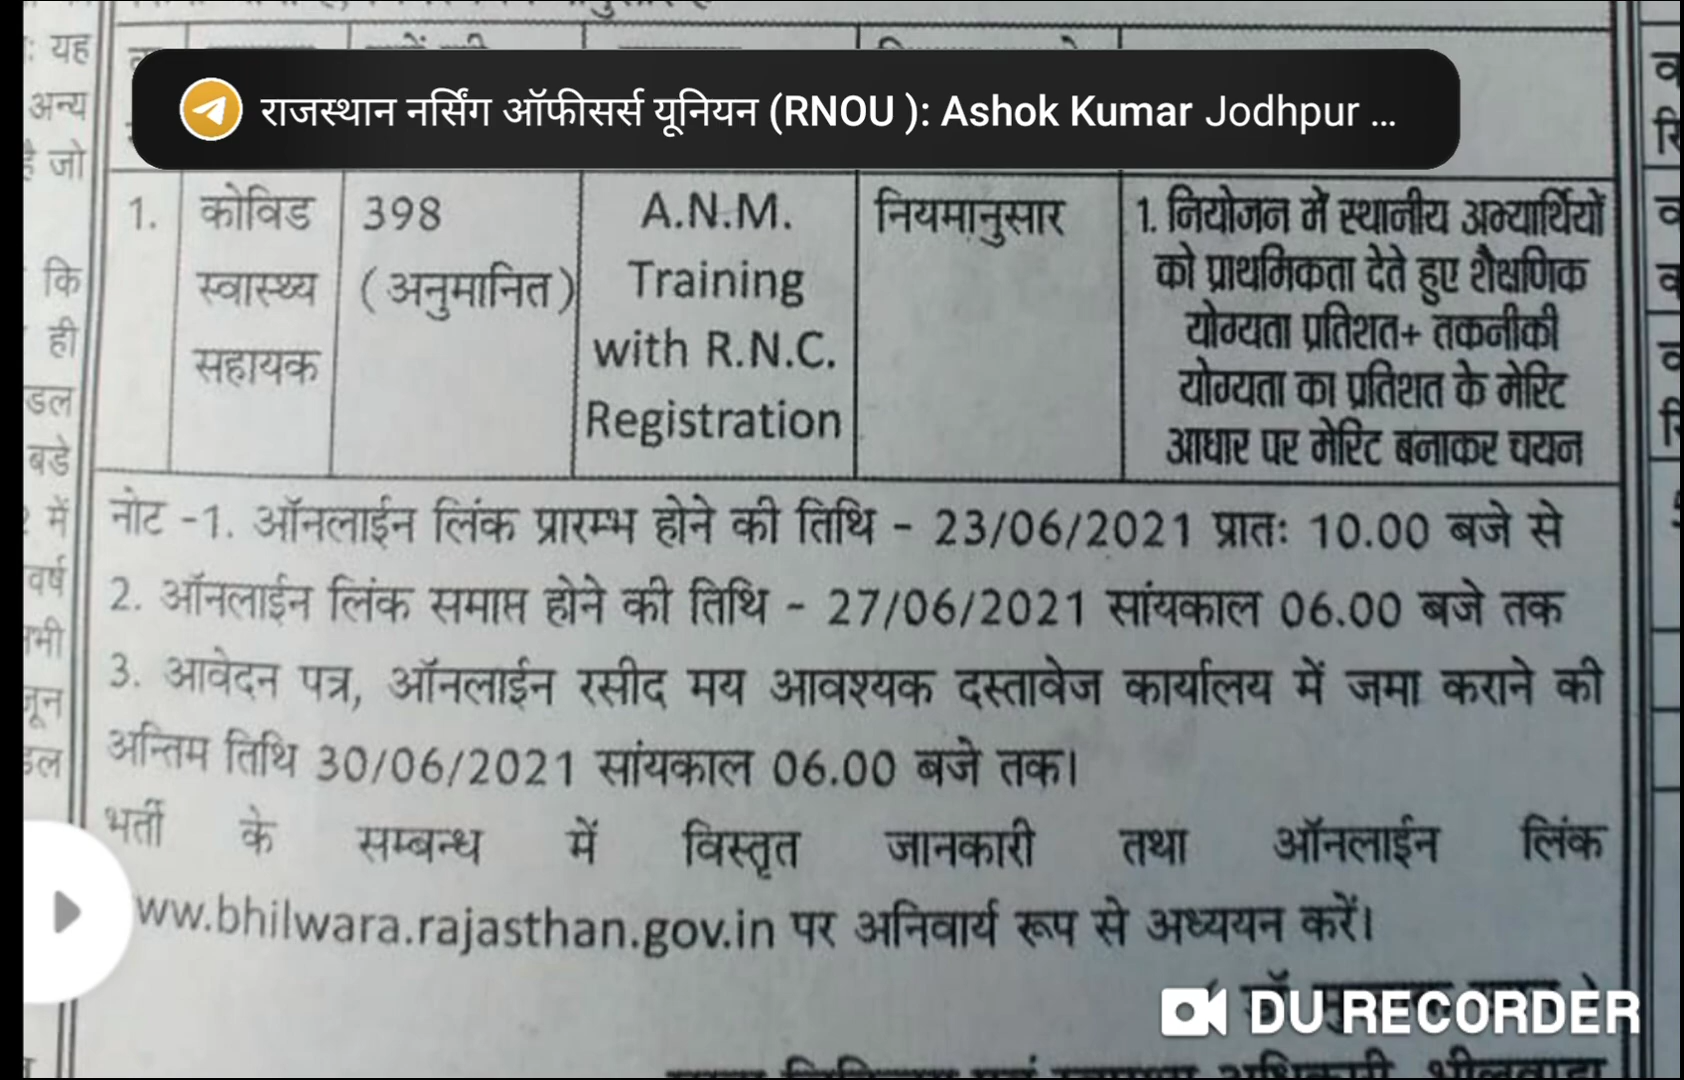 राजस्थान नर्सिंग ऑफीसर्स यूनियन (RNOU ): Ashok Kumar Jodhpur ...
: यह
अन्य
है जो
कि
ही
डल
बडे
में
वर्ष
1.
कोविड
स्वास्थ्य
सहायक
398
( अनुमानित )
A.N.M.
Training
with R.N.C.
Registration
नियमानुसार
1. नियोजन में स्थानीय अभ्यार्थियों
को प्राथमिकता देते हुए शैक्षणिक
योग्यता प्रतिशत+ तकनीकी
योग्यता का प्रतिशत के मेरिट
आधार पर मेरिट बनाकर चयन
नोट -1. ऑनलाईन लिंक प्रारम्भ होने की तिथि - 23/06/2021 प्रातः 10.00 बजे से
2. ऑनलाईन लिंक समाप्त होने की तिथि - 27/06/2021 सांयकाल 06.00 बजे तक
3. आवेदन पत्र, ऑनलाईन रसीद मय आवश्यक दस्तावेज कार्यालय में जमा कराने की
अन्तिम तिथि 30/06/2021 सांयकाल 06.00 बजे तक।
भर्ती के सम्बन्ध में विस्तृत जानकारी तथा ऑनलाईन लिंक
ww.bhilwara.rajasthan.gov.in पर अनिवार्य रूप से अध्ययन करें।
DU RECORDER